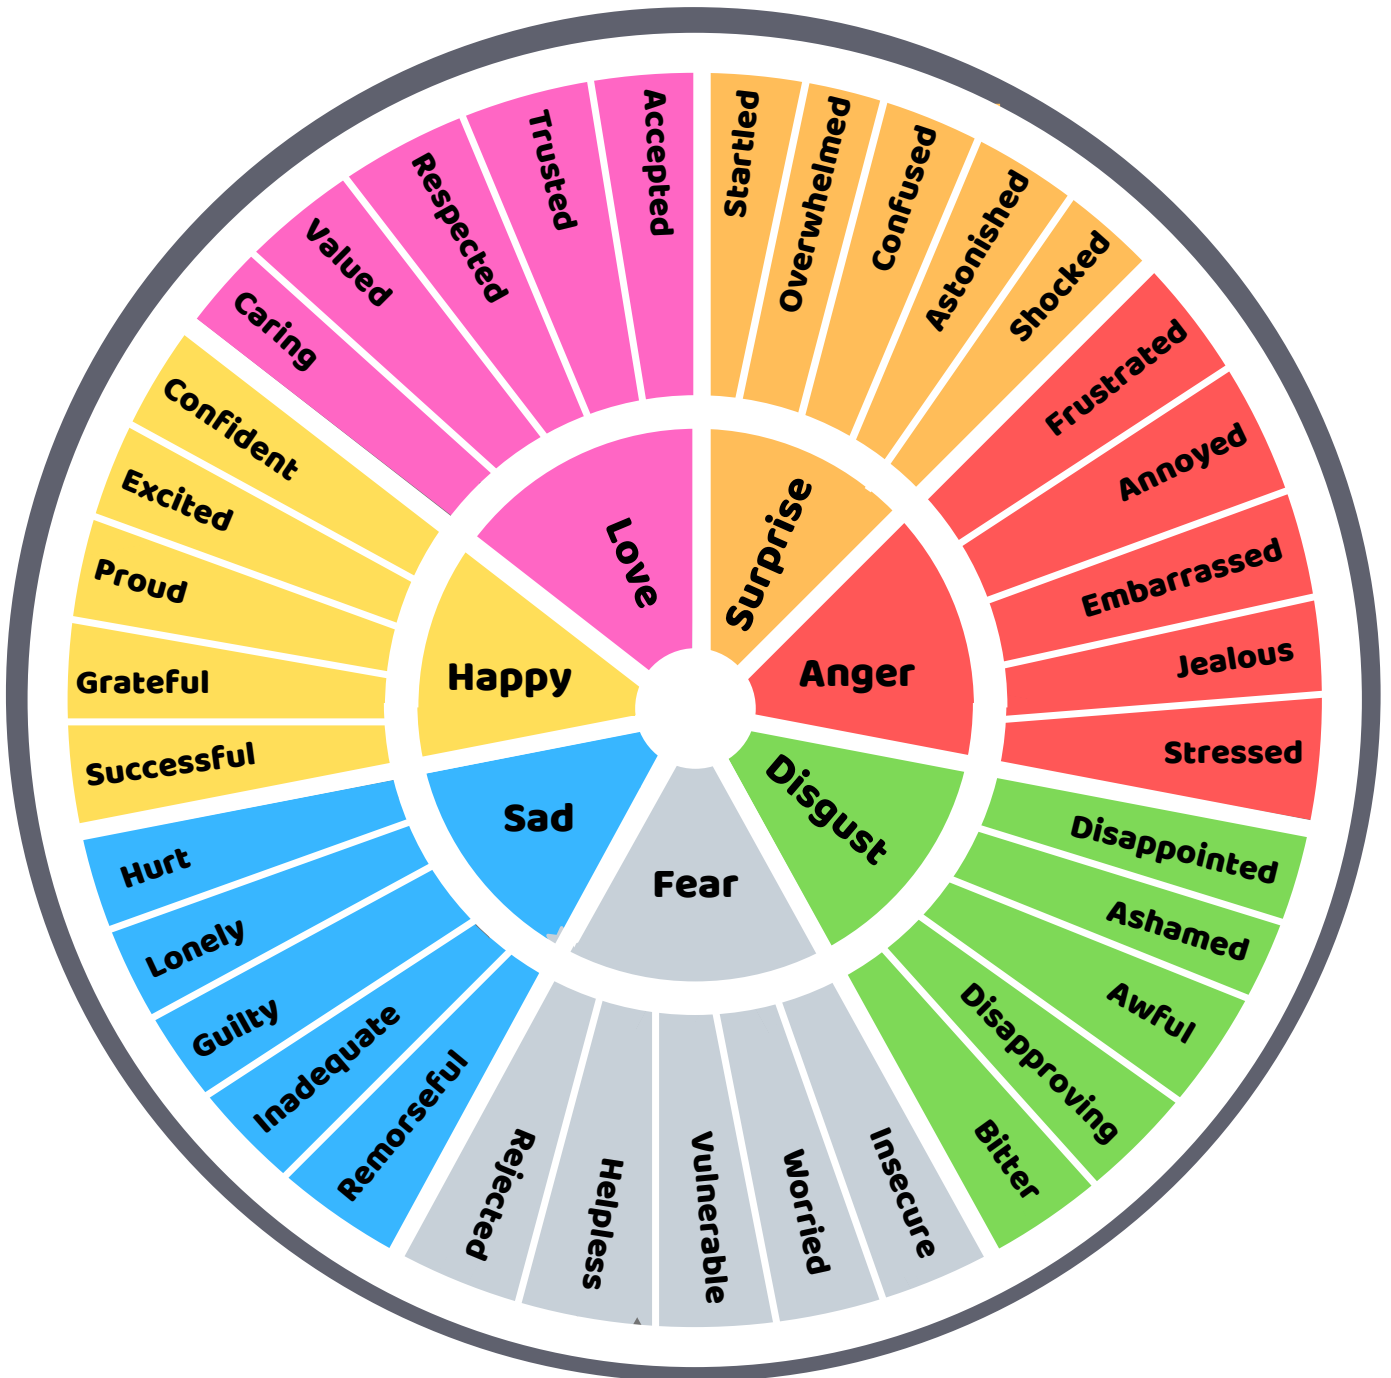 Surprise
Startled
Overwhelmed
Confused
Astonished
Shocked
Anger
Frustrated
Annoyed
Embarrassed
Jealous
Stressed
Disgust
Disappointed
Ashamed
Awful
Disapproving
Bitter
Fear
Insecure
Worried
Vulnerable
Helpless
Rejected
Sad
Remorseful
Inadequate
Guilty
Lonely
Hurt
Happy
Successful
Grateful
Proud
Excited
Confident
Love
Caring
Valued
Respected
Trusted
Accepted